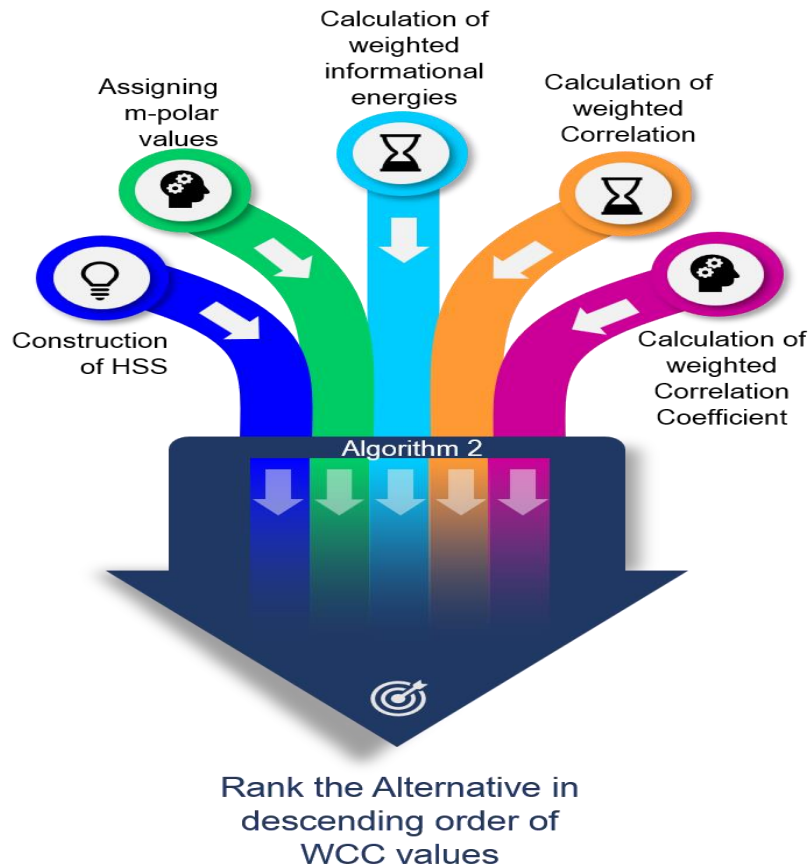 Construction
of HSS
Assigning
m-polar
values
Calculation of
weighted
informational
energies
Calculation of
weighted
Correlation
Calculation of
weighted
Correlation
Coefficient
Algorithm 2
Rank the Alternative in
descending order of
WCC values